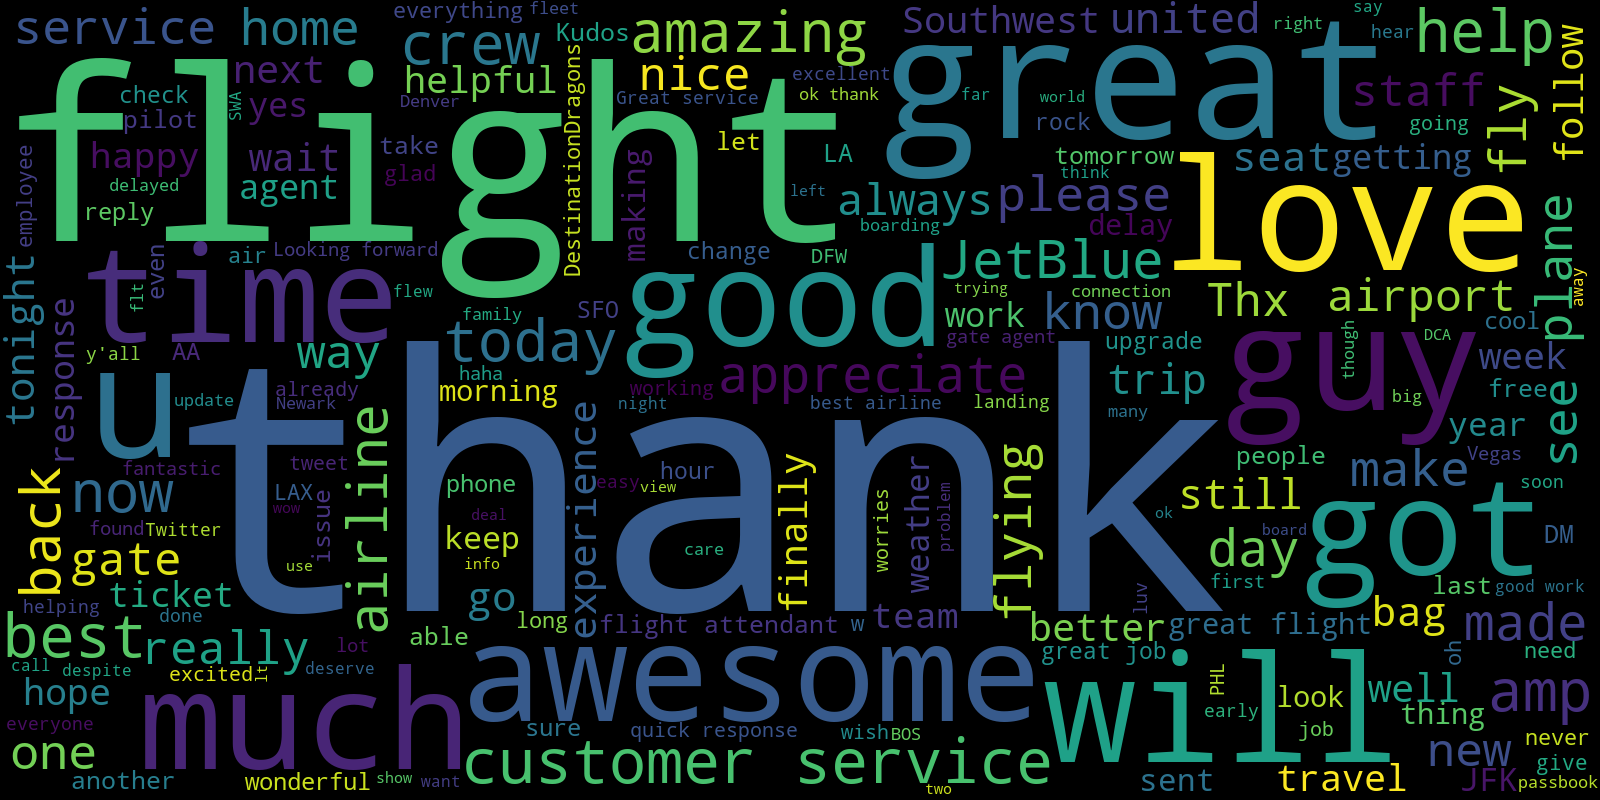 service
home
everything
fleet
crew
Kudos
amazing
Southwest
united
right
say
hear
help
flight
great
next
helpful
nice
excellent
staff
follow
check
SWA
yes
Denver
DestinationDragons
Great service
ok thank
far
world
fly
pilot
rock
going
employee
happy
wait
take
let
LA
tomorrow
seat
getting
delayed
agent
glad
making
left
always
please
think
love
reply
boarding
delay
plane
tonight
time
even
air
Looking forward
change
DFW
JetBlue
away
flt
flew
trying
connection
Thx
airport
response
family
SFO
good
work
know
cool
y'all
AA
way
today
gate agent
upgrade
guy
though
DCA
week
u
haha
appreciate
trip
free
see
update
already
morning
working
Newark
night
best airline
landing
many
big
year
thank
airline
experience
fantastic
tweet
hour
finally
weather
flying
people
make
Vegas
back
now
LAX
issue
phone
easy
view
worries
problem
still
got
soon
wow
deal
ok
found
Twitter
keep
care
day
board
DM
gate
use
info
first
last
good work
ticket
go
long
luv
bag
helping
done
flight attendant
w
team
better
great flight
made
best
really
lot
able
awesome
great job
oh
need
call
despite
excited
lt
deserve
will
PHL
look
well
amp
hope
much
early
thing
everyone
sure
quick response
wish
BOS
job
new
never
one
customer service
give
another
wonderful
show
want
two
sent
travel
JFK
passbook